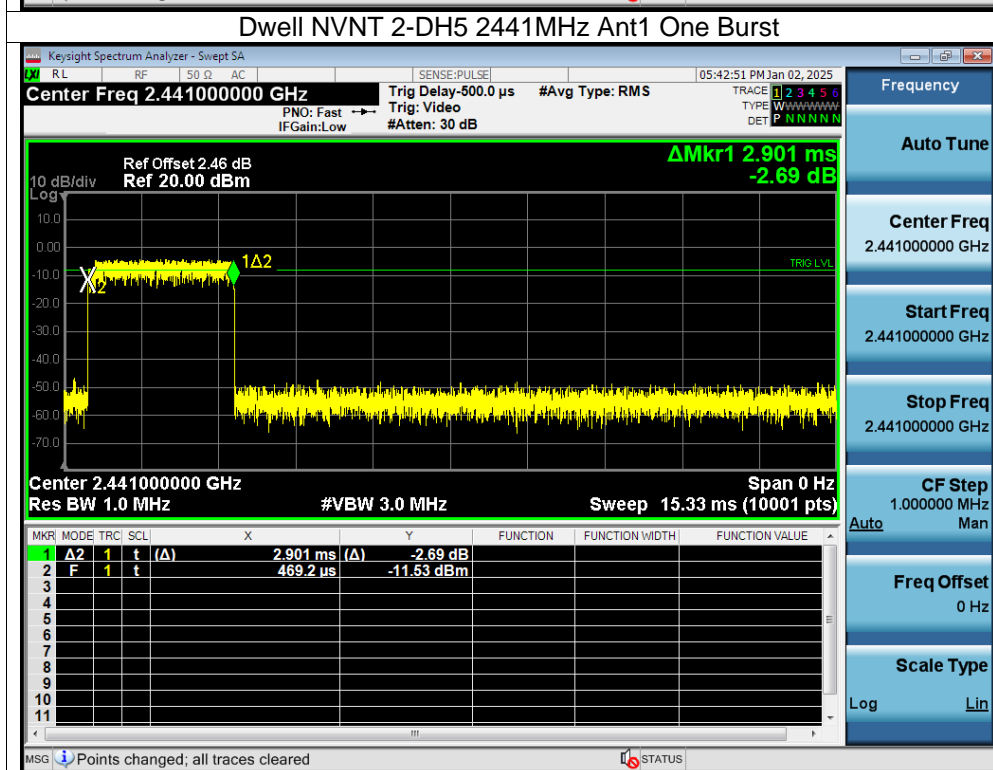 Dwell NVNT 2-DH5 2441MHz Ant1 One Burst
Keysight Spectrum Analyzer - Swept SA
LXI RL RF 50 Ω AC SENSE:PULSE 05:42:51 PM Jan 02, 2025
Center Freq 2.441000000 GHz Trig Delay-500.0 µs #Avg Type: RMS TRACE 1 2 3 4 5 6
PNO: Fast Trig: Video TYPE WWWWWW
IFGain:Low #Atten: 30 dB DET P N N N N N
ΔMkr1 2.901 ms
-2.69 dB
Ref Offset 2.46 dB
10 dB/div Ref 20.00 dBm
Log
10.0
0.00
-10.0
-20.0
-30.0
-40.0
-50.0
-60.0
-70.0
1Δ2
2
TRIG LVL
Center 2.441000000 GHz Span 0 Hz
Res BW 1.0 MHz #VBW 3.0 MHz Sweep 15.33 ms (10001 pts)
MKR MODE TRC SCL X Y FUNCTION FUNCTION WIDTH FUNCTION VALUE
1 Δ2 1 t (Δ) 2.901 ms (Δ) -2.69 dB
2 F 1 t 469.2 µs -11.53 dBm
3
4
5
6
7
8
9
10
11
MSG Points changed; all traces cleared STATUS
Frequency
Auto Tune
Center Freq
2.441000000 GHz
Start Freq
2.441000000 GHz
Stop Freq
2.441000000 GHz
CF Step
1.000000 MHz
Auto Man
Freq Offset
0 Hz
Scale Type
Log Lin